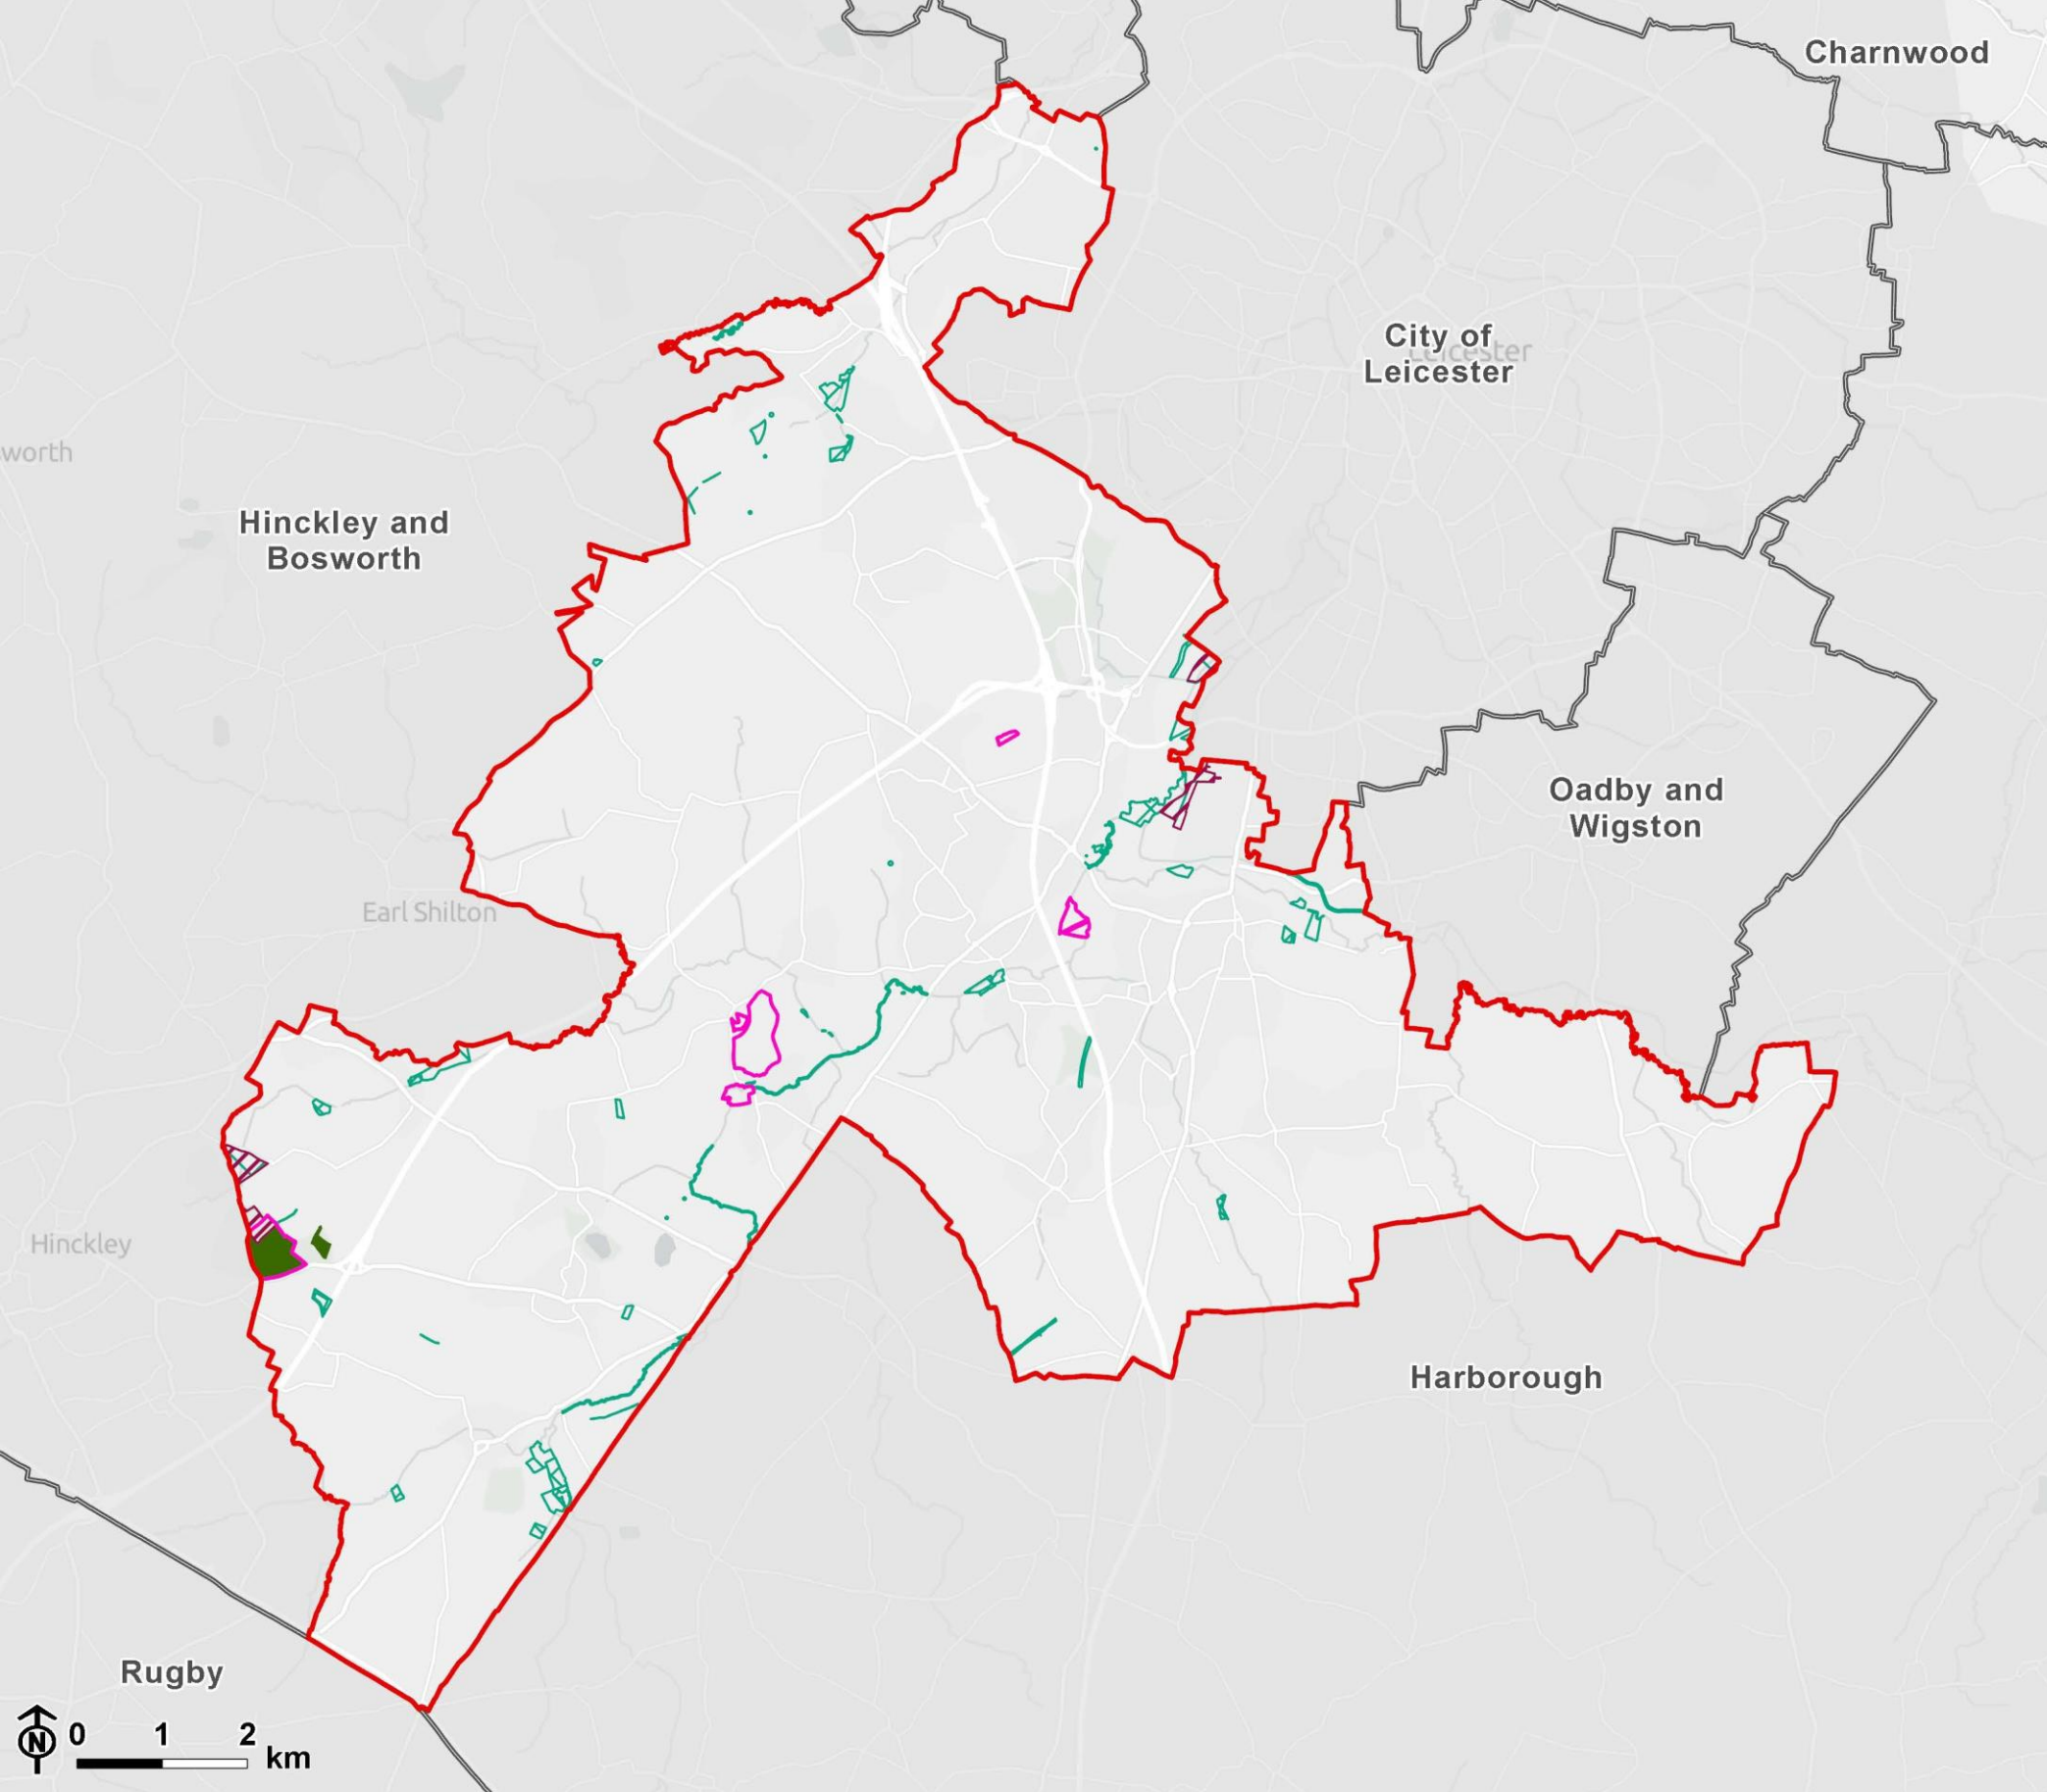 Charnwood
City of
Leicester
Leicester
worth
Hinckley and
Bosworth
Oadby and
Wigston
Earl Shilton
Hinckley
Harborough
Rugby
N
0 1 2
km